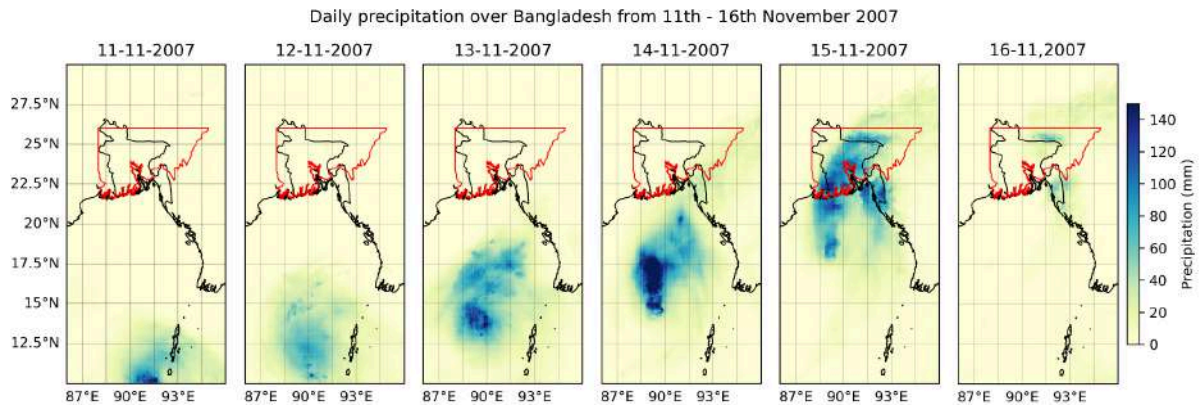 Daily precipitation over Bangladesh from 11th - 16th November 2007
11-11-2007 12-11-2007 13-11-2007 14-11-2007 15-11-2007 16-11,2007
27.5°N
25°N
22.5°N
20°N
17.5°N
15°N
12.5°N
87°E 90°E 93°E 87°E 90°E 93°E 87°E 90°E 93°E 87°E 90°E 93°E 87°E 90°E 93°E 87°E 90°E 93°E
140
120
100
80
60
40
20
0
Precipitation (mm)